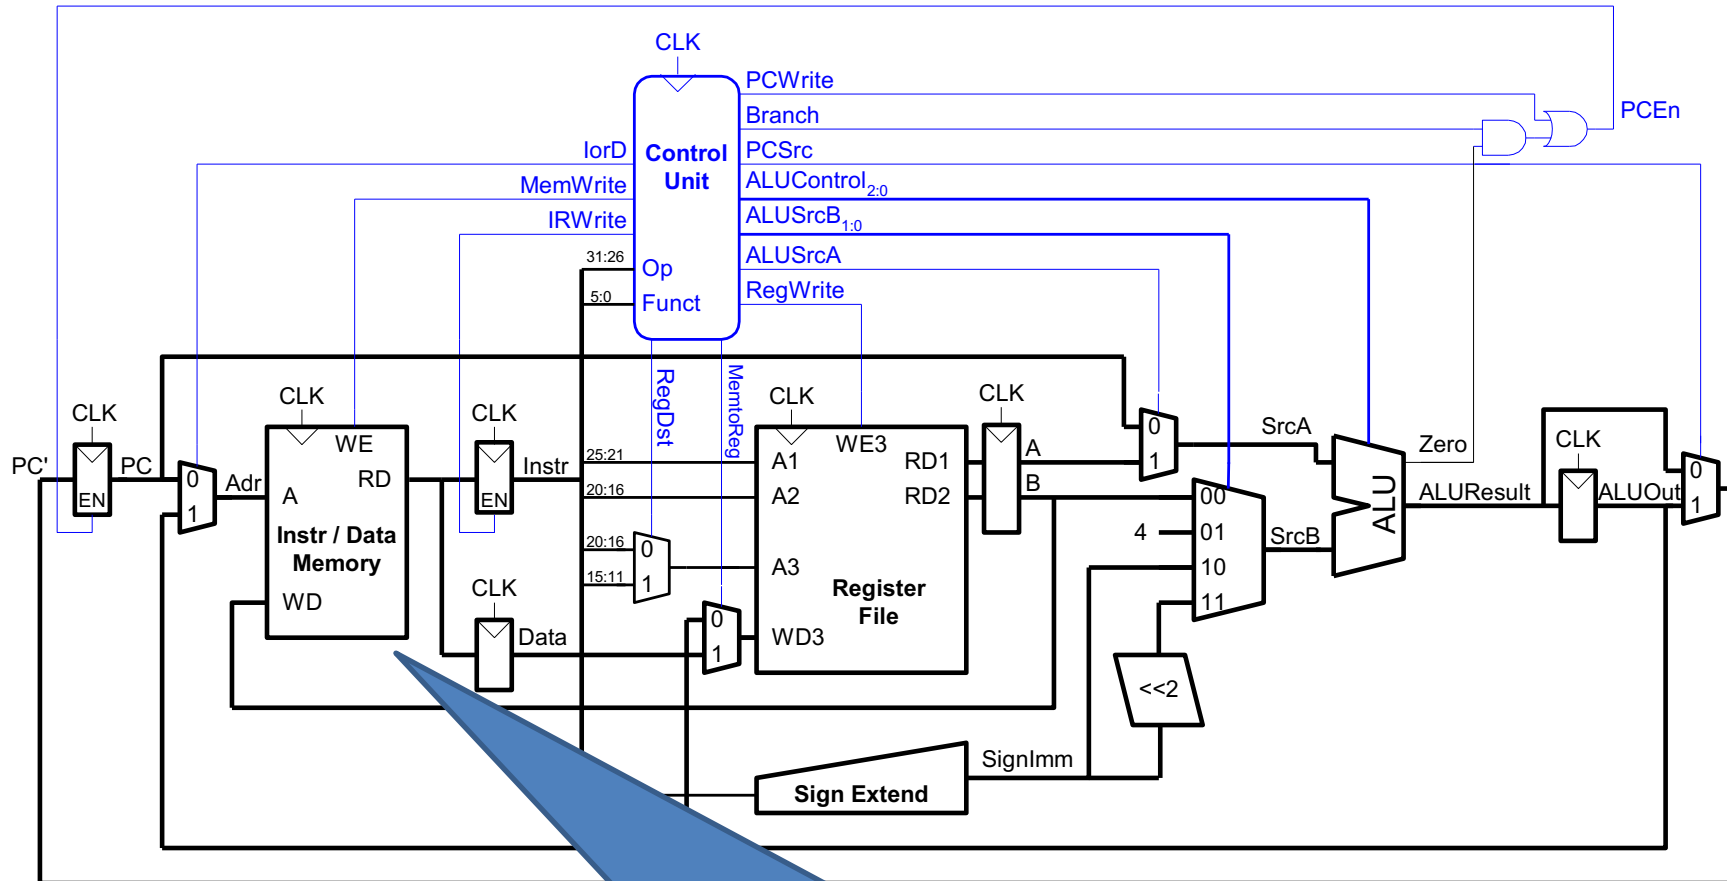 CLK
PCWrite
Branch
PCEn
IorD
Control
Unit
PCSrc
MemWrite
ALUControl2:0
IRWrite
ALUSrcB1:0
31:26
Op
ALUSrcA
5:0
Funct
RegWrite
RegDst
MemtoReg
CLK
CLK
CLK
CLK
CLK
PC'
EN
PC
0
1
Adr
WE
A
RD
Instr / Data
Memory
WD
EN
Instr
CLK
Data
25:21
20:16
20:16
15:11
0
1
0
1
WE3
A1
A2
A3
WD3
RD1
RD2
Register
File
A
B
0
1
SrcA
4
00
01
10
11
SrcB
<<2
Sign Extend
SignImm
ALU
Zero
ALUResult
CLK
ALUOut
0
1